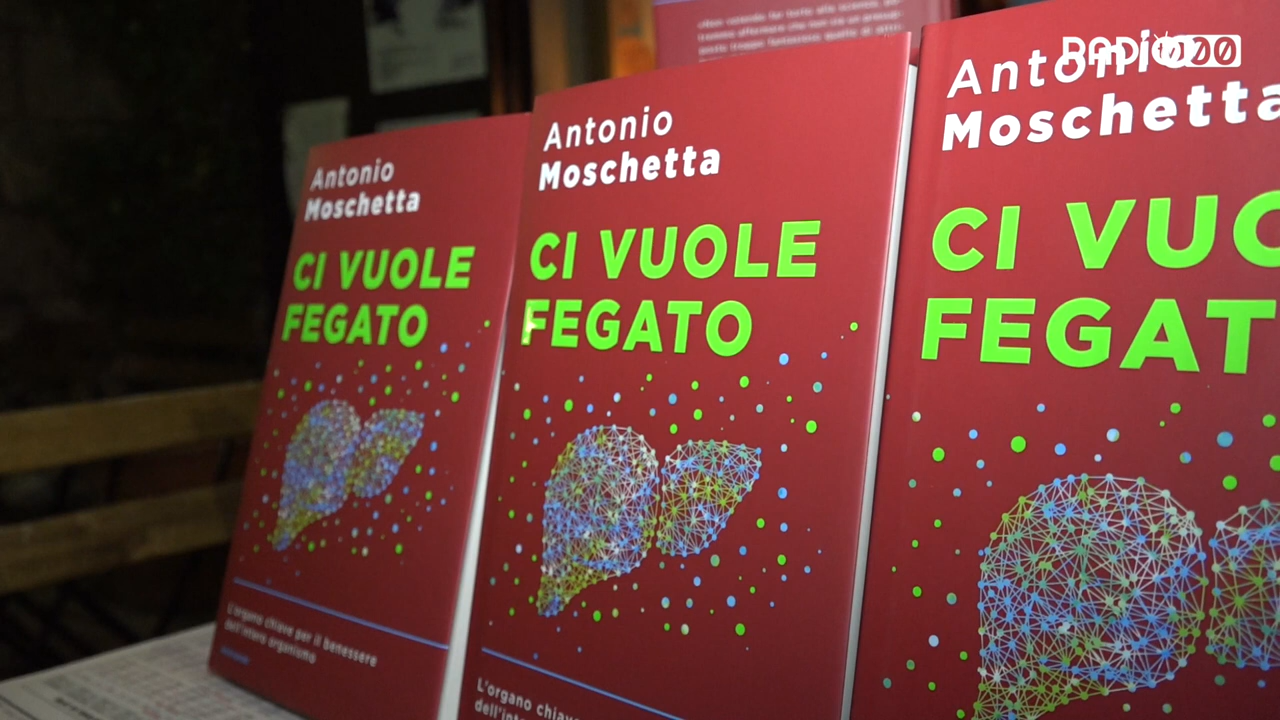 Antonio
Moschetta
CI VUOLE
FEGATO
L'organo chiave per il benessere
dell'intero organismo
Antonio
Moschetta
CI VUOLE
FEGATO
L'organo
Antonio
Moschetta
CI VUO
FEGAT